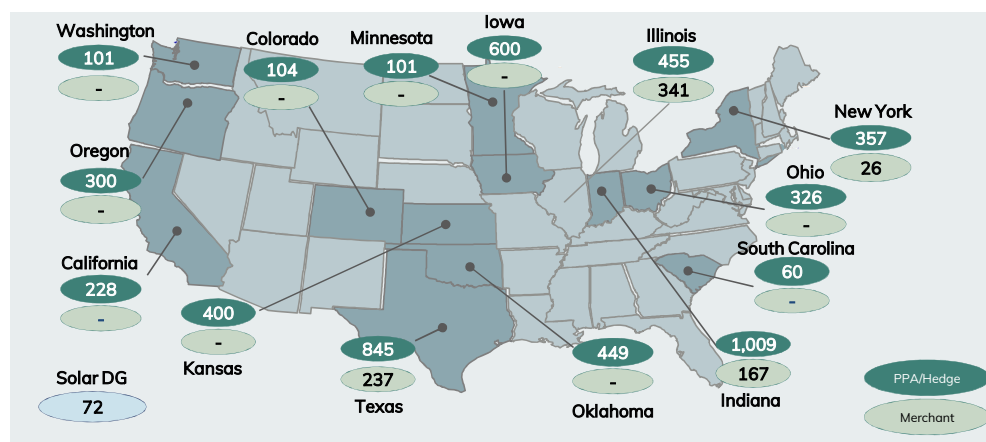 Washington
101
-
Colorado
104
-
Minnesota
101
-
Iowa
600
-
Illinois
455
341
New York
357
26
Oregon
300
-
Ohio
326
-
California
228
-
South Carolina
60
-
400
-
Kansas
845
237
Texas
449
-
Oklahoma
1,009
167
Indiana
Solar DG
72
PPA/Hedge
Merchant